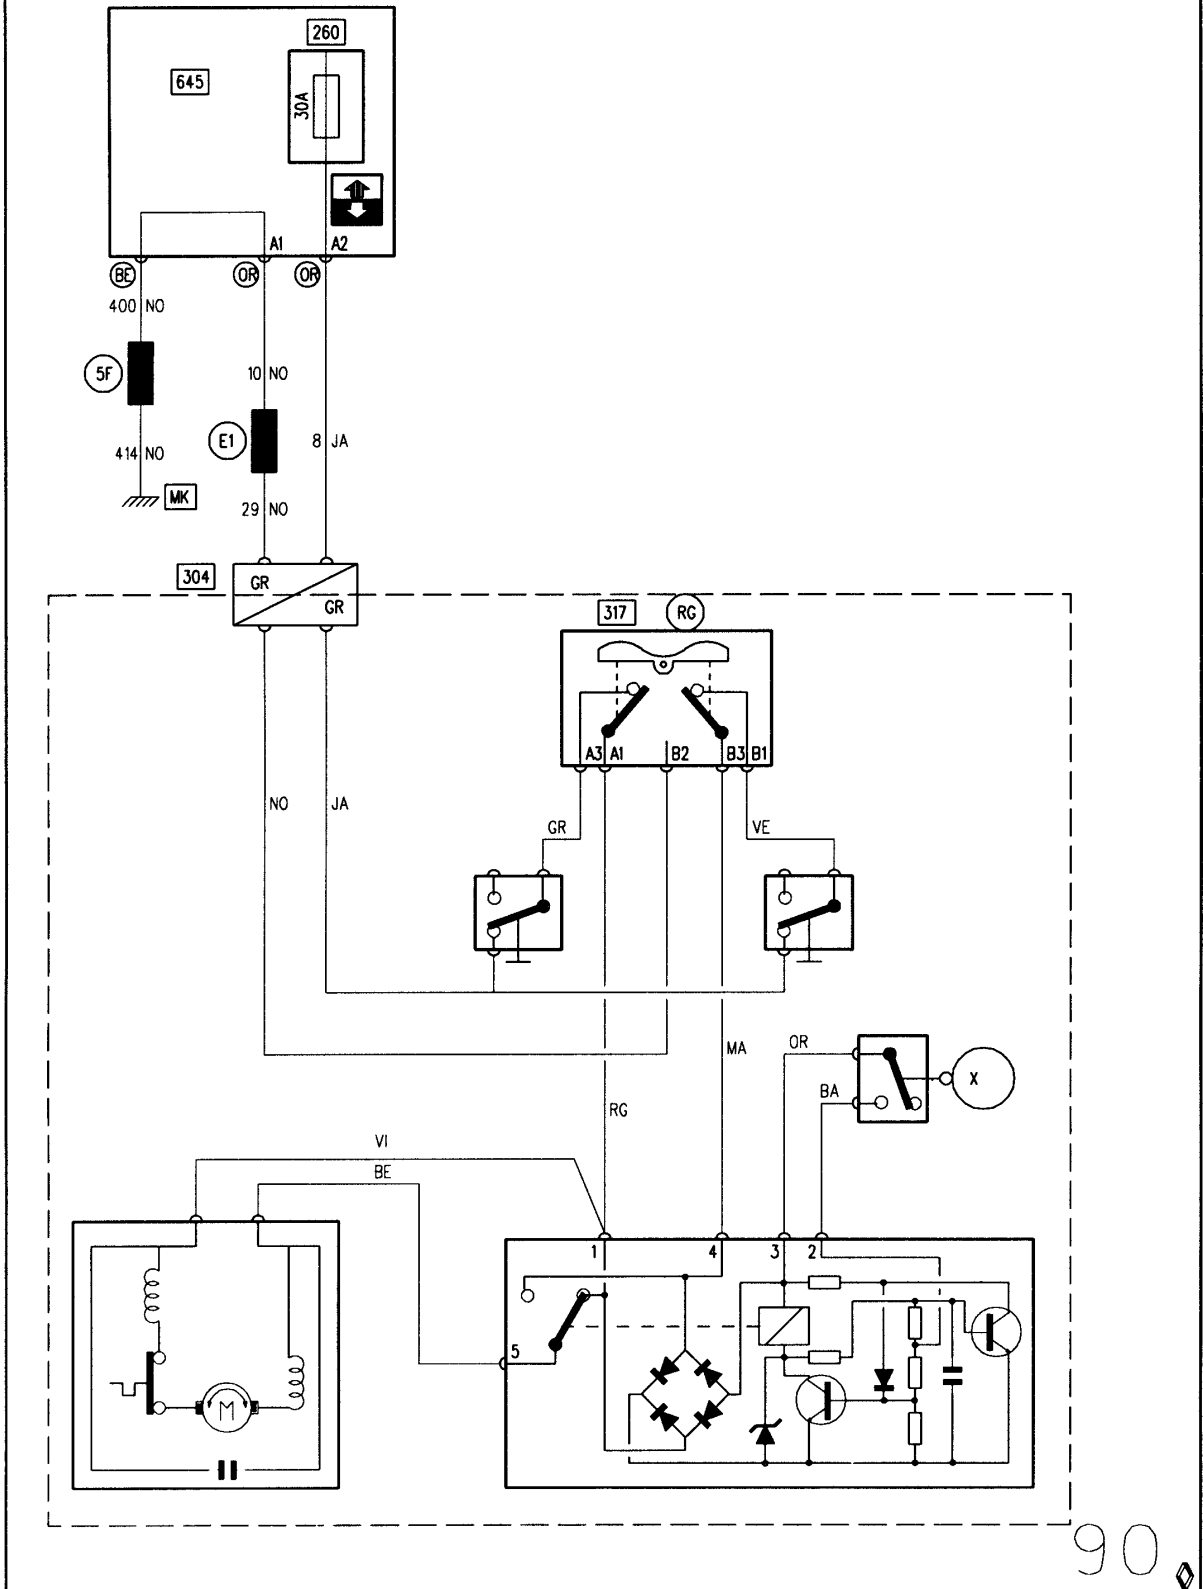 260
645
30A
A1 A2
BE OR OR
400 NO
5F
10 NO
E1
8 JA
414 NO
MK
29 NO
304
GR
GR
317 RG
A3 A1 B2 B3 B1
NO JA
GR VE
MA
OR
X
BA
RG
VI
BE
1 4 3 2
5
M
90